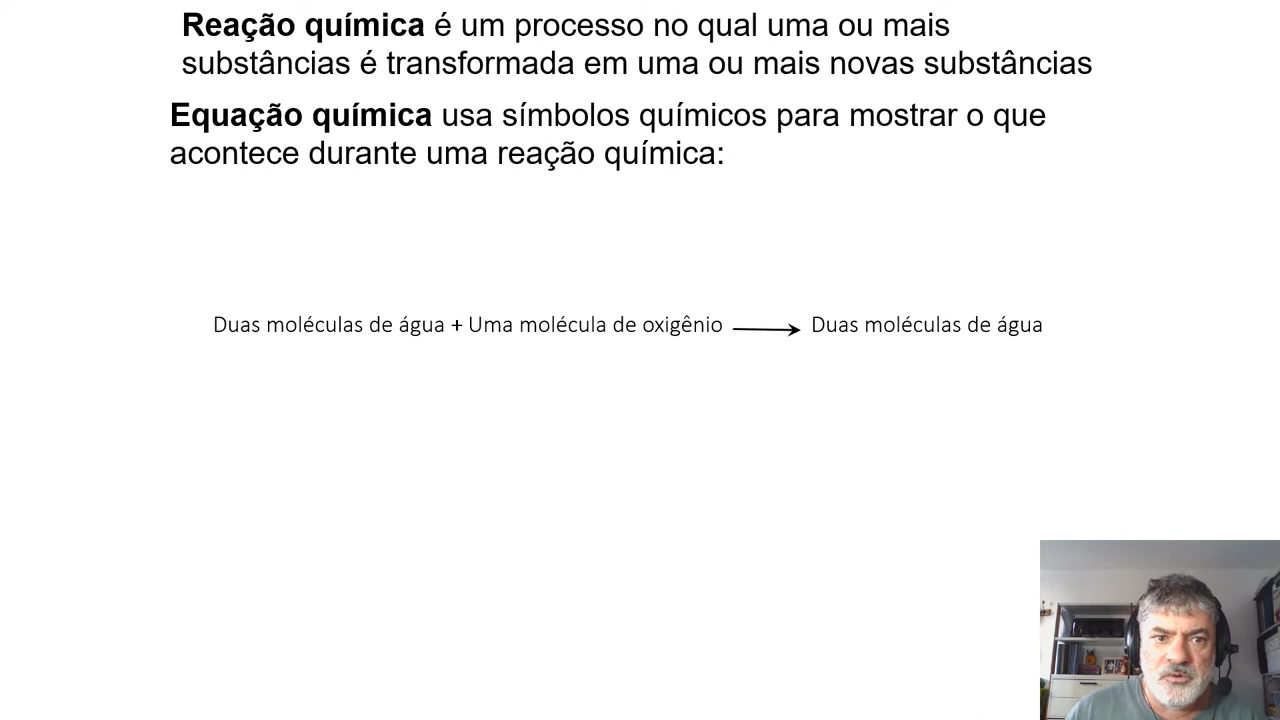 Reação química é um processo no qual uma ou mais
substâncias é transformada em uma ou mais novas substâncias
Equação química usa símbolos químicos para mostrar o que
acontece durante uma reação química:
Duas moléculas de água + Uma molécula de oxigênio ⟶ Duas moléculas de água